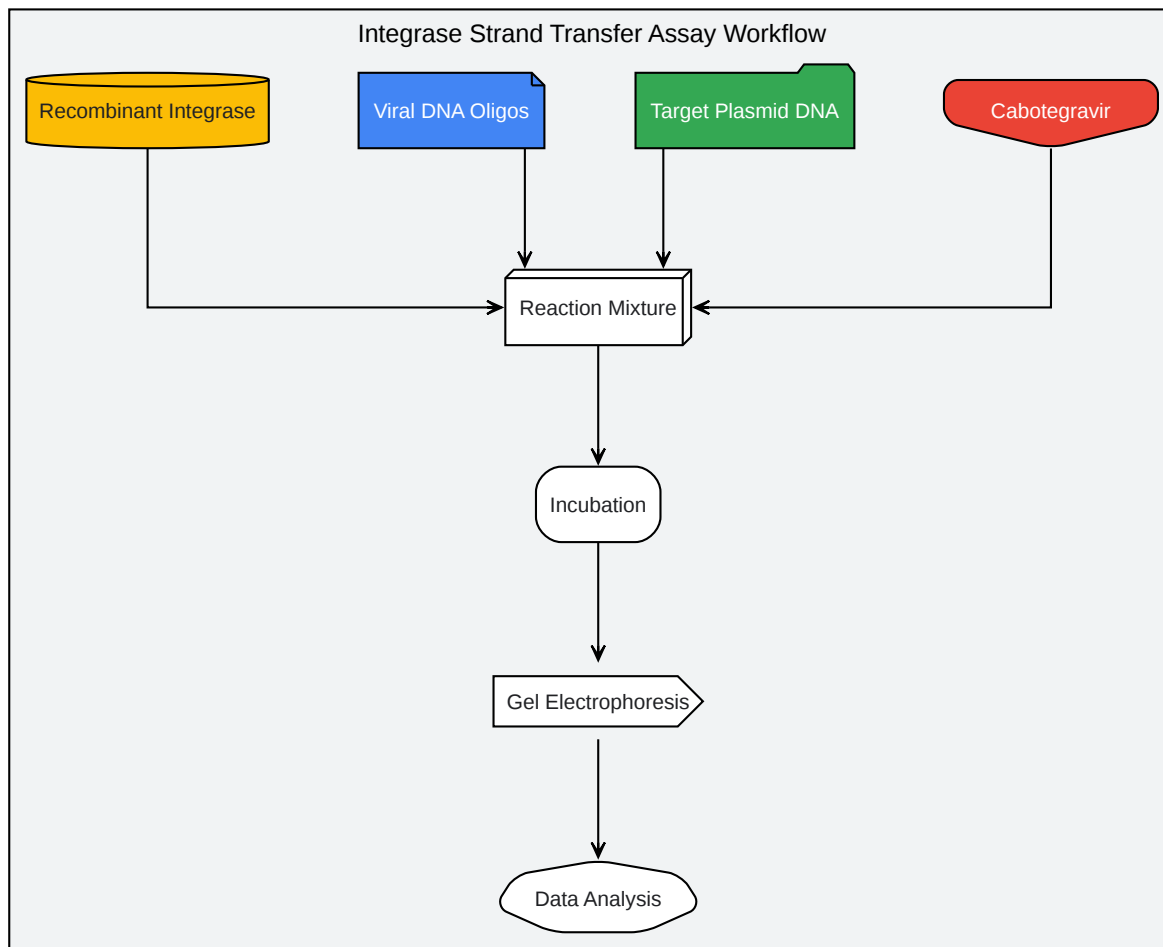 Integrase Strand Transfer Assay Workflow
Recombinant Integrase
Viral DNA Oligos
Target Plasmid DNA
Cabotegravir
Reaction Mixture
Incubation
Gel Electrophoresis
Data Analysis